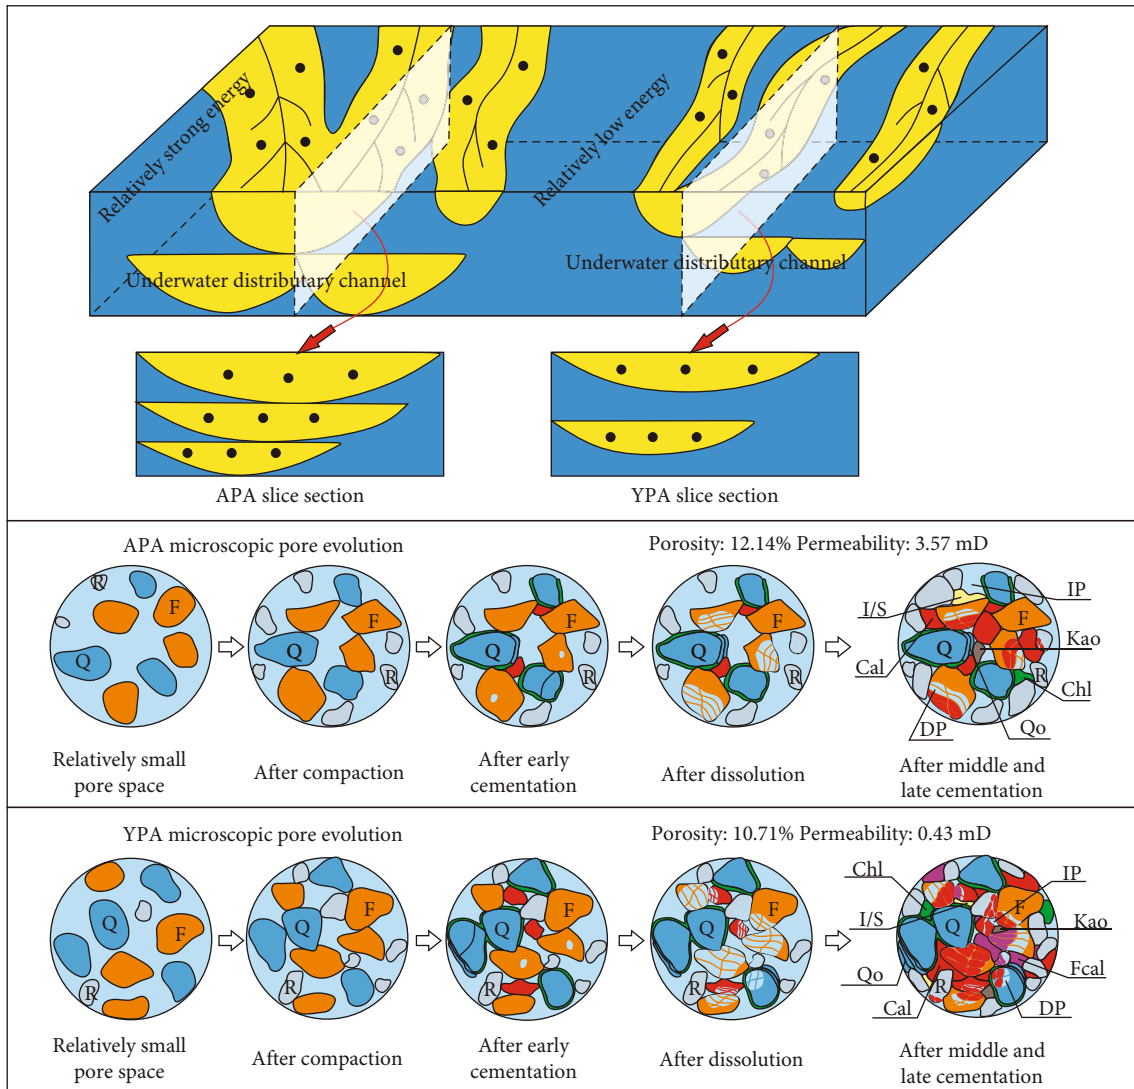 Relatively strong energy
Relatively low energy
Underwater distributary channel
Underwater distributary channel
APA slice section
YPA slice section
APA microscopic pore evolution
Porosity: 12.14% Permeability: 3.57 mD
R
F
Q
F
Q
R
F
Q
R
F
Q
R
I/S
IP
F
Kao
Q
Cal
R
Chl
DP
Qo
Relatively small
pore space
After compaction
After early
cementation
After dissolution
After middle and
late cementation
YPA microscopic pore evolution
Porosity: 10.71% Permeability: 0.43 mD
Q
F
R
F
Q
R
F
Q
R
F
Q
R
Chl
IP
F
I/S
Kao
Q
Qo
Fcal
R
Cal
DP
Relatively small
pore space
After compaction
After early
cementation
After dissolution
After middle and
late cementation